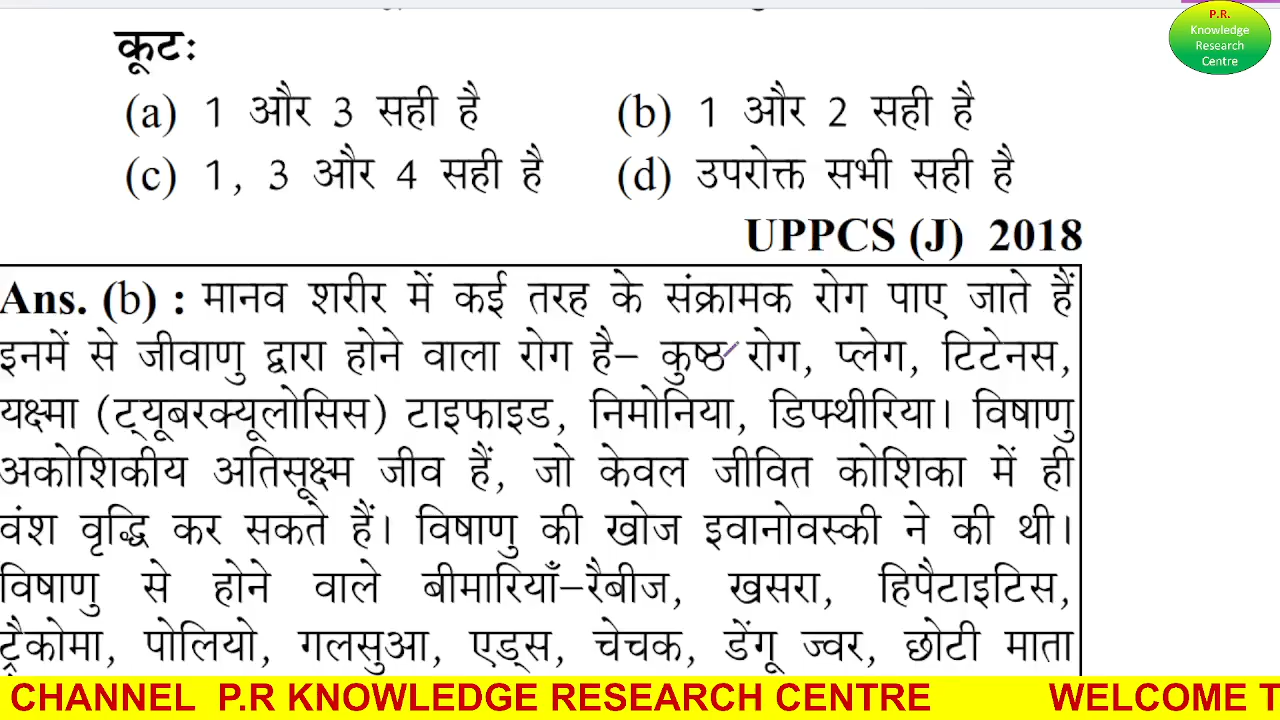 P.R.
Knowledge
Research
Centre
कूटः
(a) 1 और 3 सही है (b) 1 और 2 सही है
(c) 1, 3 और 4 सही है (d) उपरोक्त सभी सही है
UPPCS (J) 2018
Ans. (b) : मानव शरीर में कई तरह के संक्रामक रोग पाए जाते हैं
इनमें से जीवाणु द्वारा होने वाला रोग है– कुष्ठ रोग, प्लेग, टिटेनस,
यक्ष्मा (ट्यूबरक्यूलोसिस) टाइफाइड, निमोनिया, डिफ्थीरिया। विषाणु
अकोशिकीय अतिसूक्ष्म जीव हैं, जो केवल जीवित कोशिका में ही
वंश वृद्धि कर सकते हैं। विषाणु की खोज इवानोवस्की ने की थी।
विषाणु से होने वाले बीमारियाँ–रैबीज, खसरा, हिपैटाइटिस,
ट्रैकोमा, पोलियो, गलसुआ, एड्स, चेचक, डेंगू ज्वर, छोटी माता
CHANNEL P.R KNOWLEDGE RESEARCH CENTRE WELCOME T